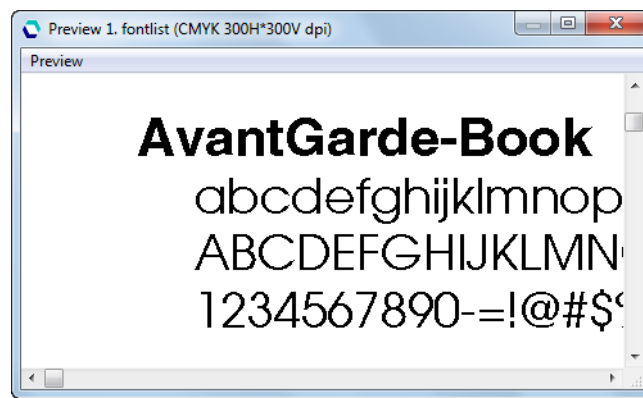 Preview 1. fontlist (CMYK 300H*300V dpi)
Preview
AvantGarde-Book
abcdefghijklmnop
ABCDEFGHIJKLMN
1234567890-=!@#$